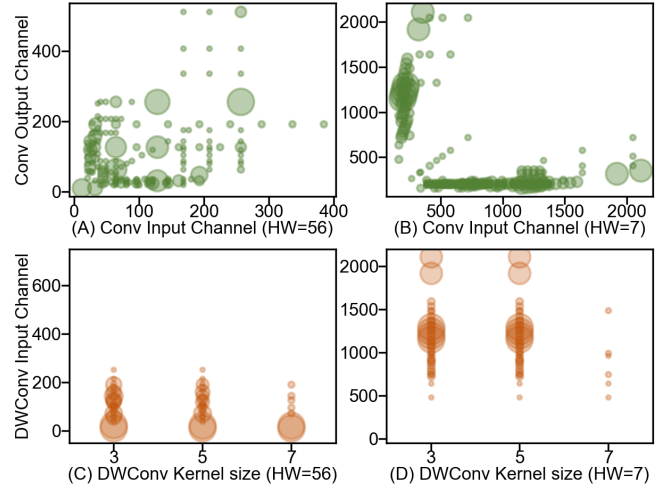 Conv Output Channel
400
200
0
0 100 200 300 400
(A) Conv Input Channel (HW=56)
2000
1500
1000
500
500 1000 1500 2000
(B) Conv Input Channel (HW=7)
DWConv Input Channel
600
400
200
0
3 5 7
(C) DWConv Kernel size (HW=56)
2000
1500
1000
500
0
3 5 7
(D) DWConv Kernel size (HW=7)